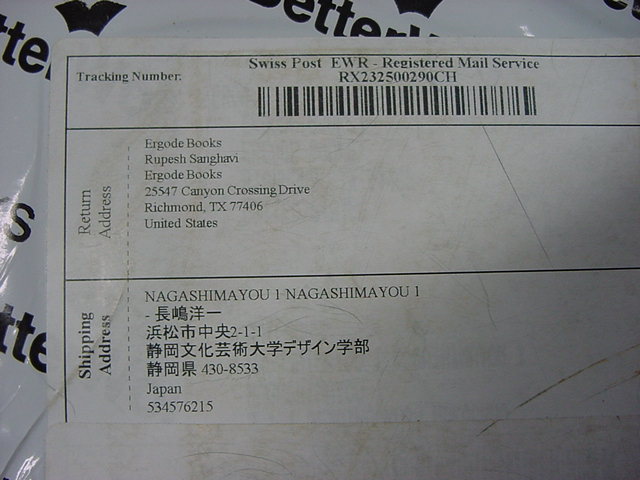 Better
Swiss Post EWR - Registered Mail Service
Tracking Number:
RX232500290CH
Return Address
Ergode Books
Rupesh Sanghavi
Ergode Books
25547 Canyon Crossing Drive
Richmond, TX 77406
United States
Shipping Address
NAGASHIMAYOU 1 NAGASHIMAYOU 1
- 長嶋洋一
浜松市中央2-1-1
静岡文化芸術大学デザイン学部
静岡県 430-8533
Japan
534576215